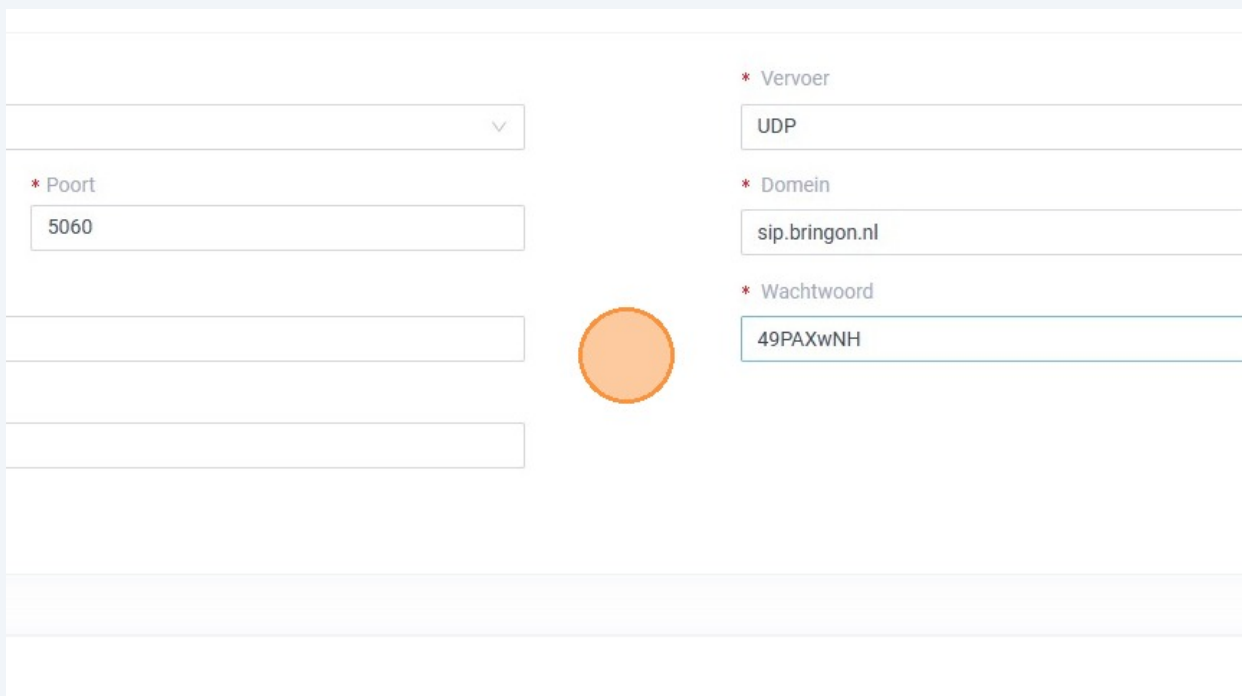 * Vervoer
UDP
* Poort
* Domein
5060
sip.bringon.nl
* Wachtwoord
49PAXwNH